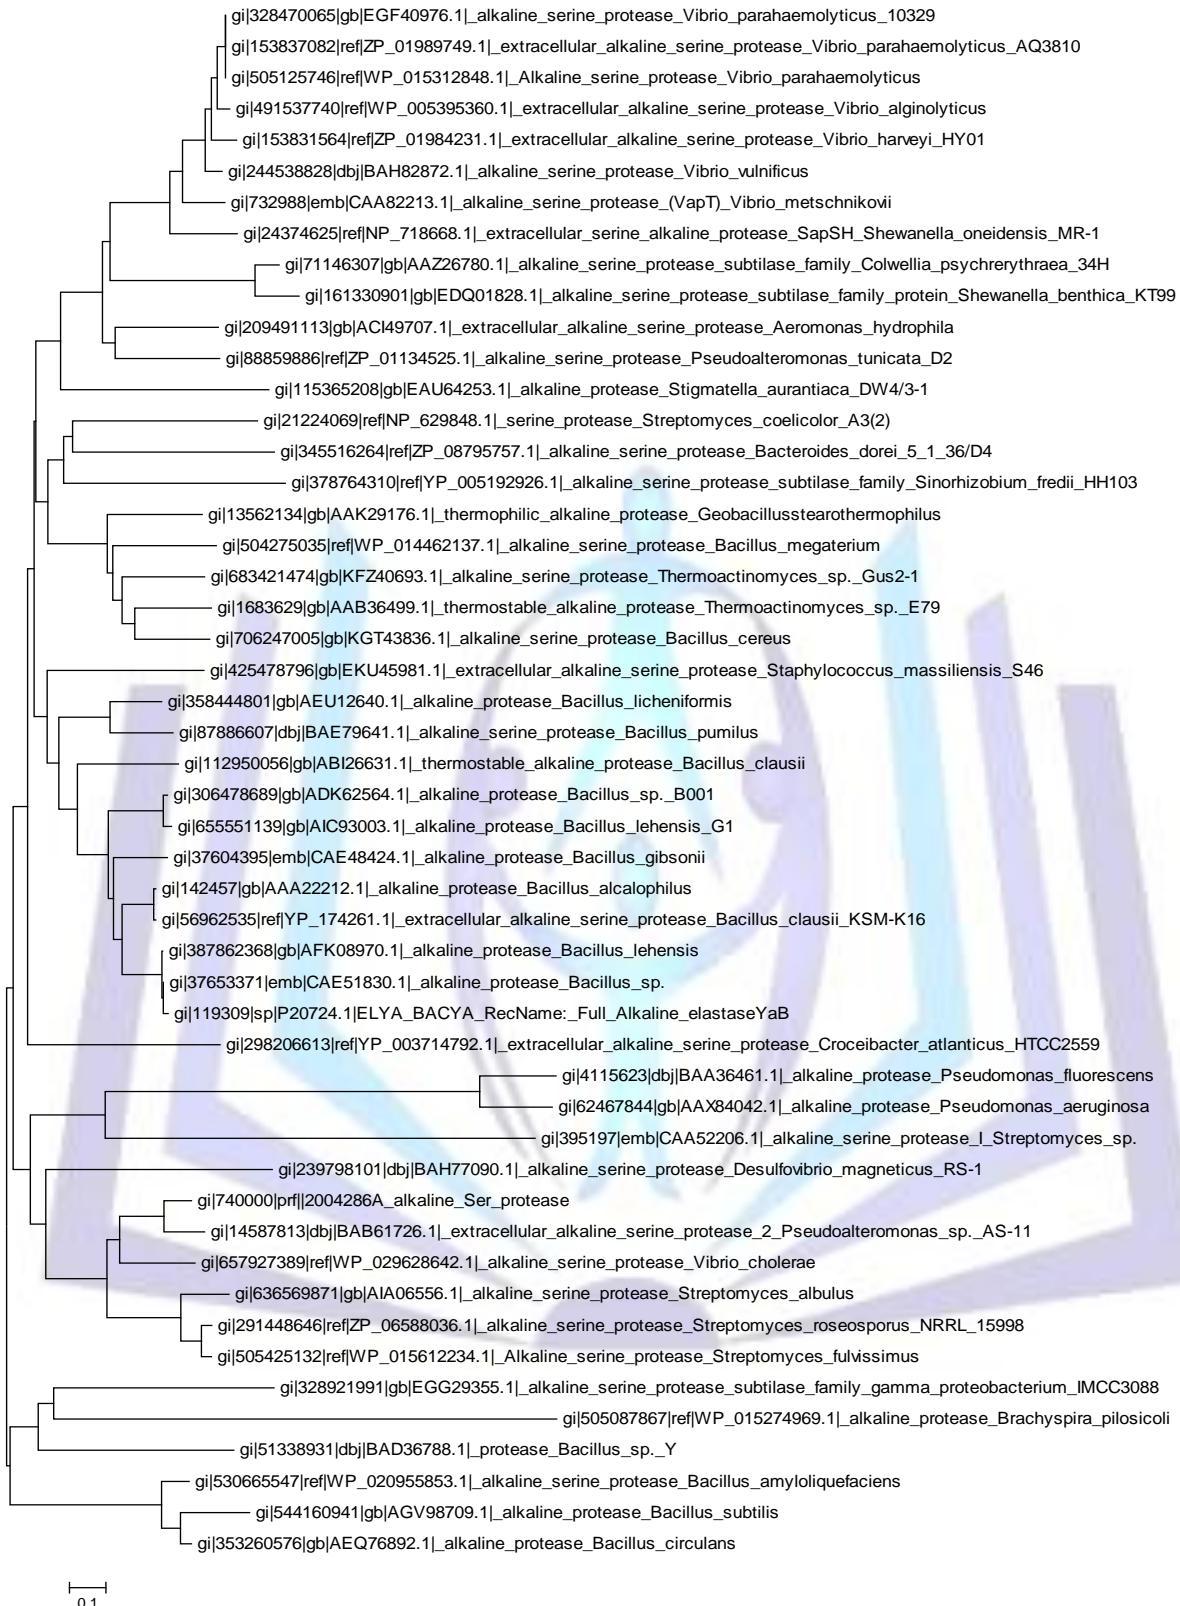 gi|328470065|gb|EGF40976.1|_alkaline_serine_protease_Vibrio_parahaemolyticus_10329
gi|153837082|ref|ZP_01989749.1|_extracellular_alkaline_serine_protease_Vibrio_parahaemolyticus_AQ3810
gi|505125746|ref|WP_015312848.1|_Alkaline_serine_protease_Vibrio_parahaemolyticus
gi|491537740|ref|WP_005395360.1|_extracellular_alkaline_serine_protease_Vibrio_alginolyticus
gi|153831564|ref|ZP_01984231.1|_extracellular_alkaline_serine_protease_Vibrio_harveyi_HY01
gi|244538828|dbj|BAH82872.1|_alkaline_serine_protease_Vibrio_vulnificus
gi|732988|emb|CAA82213.1|_alkaline_serine_protease_(VapT)_Vibrio_metschnikovii
gi|24374625|ref|NP_718668.1|_extracellular_serine_alkaline_protease_SapSH_Shewanella_oneidensis_MR-1
gi|71146307|gb|AAZ26780.1|_alkaline_serine_protease_subtilase_family_Colwellia_psychrerythraea_34H
gi|161330901|gb|EDQ01828.1|_alkaline_serine_protease_subtilase_family_protein_Shewanella_benthica_KT99
gi|209491113|gb|ACI49707.1|_extracellular_alkaline_serine_protease_Aeromonas_hydrophila
gi|88859886|ref|ZP_01134525.1|_alkaline_serine_protease_Pseudoalteromonas_tunicata_D2
gi|115365208|gb|EAU64253.1|_alkaline_protease_Stigmatella_aurantiaca_DW4/3-1
gi|21224069|ref|NP_629848.1|_serine_protease_Streptomyces_coelicolor_A3(2)
gi|345516264|ref|ZP_08795757.1|_alkaline_serine_protease_Bacteroides_dorei_5_1_36/D4
gi|378764310|ref|YP_005192926.1|_alkaline_serine_protease_subtilase_family_Sinorhizobium_fredii_HH103
gi|13562134|gb|AAK29176.1|_thermophilic_alkaline_protease_Geobacillusstearothermophilus
gi|504275035|ref|WP_014462137.1|_alkaline_serine_protease_Bacillus_megaterium
gi|683421474|gb|KFZ40693.1|_alkaline_serine_protease_Thermoactinomyces_sp._Gus2-1
gi|1683629|gb|AAB36499.1|_thermostable_alkaline_protease_Thermoactinomyces_sp._E79
gi|706247005|gb|KGT43836.1|_alkaline_serine_protease_Bacillus_cereus
gi|425478796|gb|EKU45981.1|_extracellular_alkaline_serine_protease_Staphylococcus_massiliensis_S46
gi|358444801|gb|AEU12640.1|_alkaline_protease_Bacillus_licheniformis
gi|87886607|dbj|BAE79641.1|_alkaline_serine_protease_Bacillus_pumilus
gi|112950056|gb|ABI26631.1|_thermostable_alkaline_protease_Bacillus_clausii
gi|306478689|gb|ADK62564.1|_alkaline_protease_Bacillus_sp._B001
gi|655551139|gb|AIC93003.1|_alkaline_protease_Bacillus_lehensis_G1
gi|37604395|emb|CAE48424.1|_alkaline_protease_Bacillus_gibsonii
gi|142457|gb|AAA22212.1|_alkaline_protease_Bacillus_alcalophilus
gi|56962535|ref|YP_174261.1|_extracellular_alkaline_serine_protease_Bacillus_clausii_KSM-K16
gi|387862368|gb|AFK08970.1|_alkaline_protease_Bacillus_lehensis
gi|37653371|emb|CAE51830.1|_alkaline_protease_Bacillus_sp.
gi|119309|sp|P20724.1|ELYA_BACYA_RecName:_Full_Alkaline_elastaseYaB
gi|298206613|ref|YP_003714792.1|_extracellular_alkaline_serine_protease_Croceibacter_atlanticus_HTCC2559
gi|4115623|dbj|BAA36461.1|_alkaline_protease_Pseudomonas_fluorescens
gi|62467844|gb|AAX84042.1|_alkaline_protease_Pseudomonas_aeruginosa
gi|395197|emb|CAA52206.1|_alkaline_serine_protease_I_Streptomyces_sp.
gi|239798101|dbj|BAH77090.1|_alkaline_serine_protease_Desulfovibrio_magneticus_RS-1
gi|740000|prf||2004286A_alkaline_Ser_protease
gi|14587813|dbj|BAB61726.1|_extracellular_alkaline_serine_protease_2_Pseudoalteromonas_sp._AS-11
gi|657927389|ref|WP_029628642.1|_alkaline_serine_protease_Vibrio_cholerae
gi|636569871|gb|AIA06556.1|_alkaline_serine_protease_Streptomyces_albulus
gi|291448646|ref|ZP_06588036.1|_alkaline_serine_protease_Streptomyces_roseosporus_NRRL_15998
gi|505425132|ref|WP_015612234.1|_Alkaline_serine_protease_Streptomyces_fulvissimus
gi|328921991|gb|EGG29355.1|_alkaline_serine_protease_subtilase_family_gamma_proteobacterium_IMCC3088
gi|505087867|ref|WP_015274969.1|_alkaline_protease_Brachyspira_pilosicoli
gi|51338931|dbj|BAD36788.1|_protease_Bacillus_sp._Y
gi|530665547|ref|WP_020955853.1|_alkaline_serine_protease_Bacillus_amyloliquefaciens
gi|544160941|gb|AGV98709.1|_alkaline_protease_Bacillus_subtilis
gi|353260576|gb|AEQ76892.1|_alkaline_protease_Bacillus_circulans
0.1